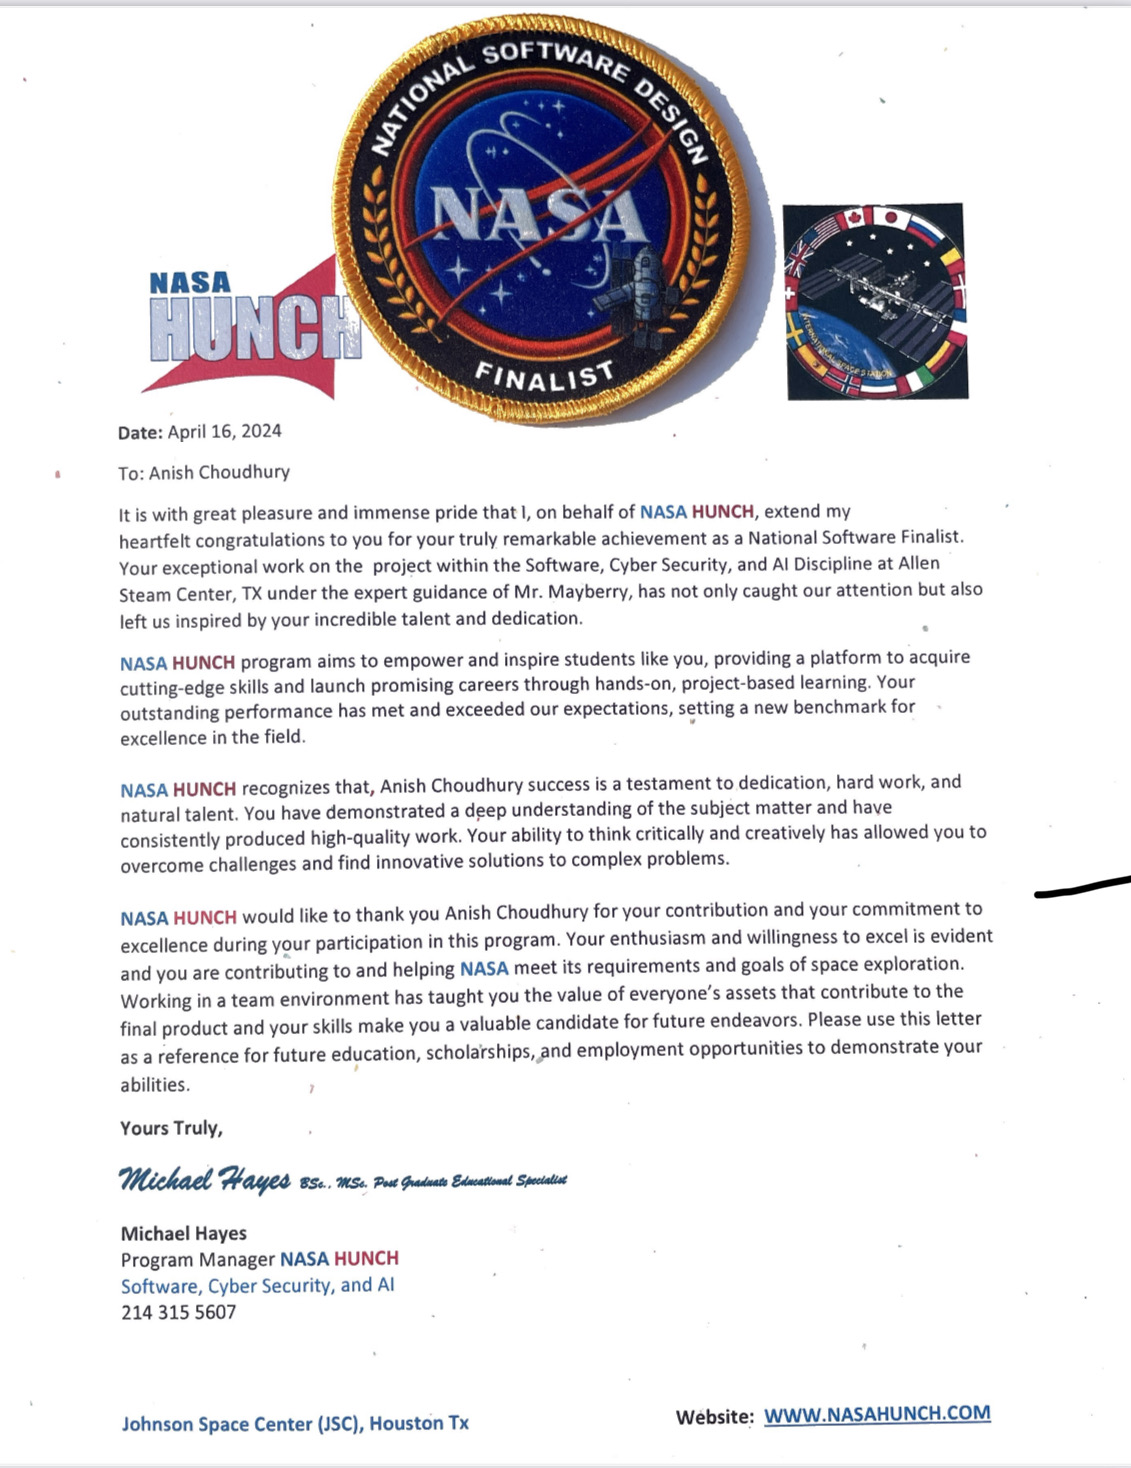 NATIONAL SOFTWARE DESIGN
NASA
FINALIST
NASA
HUNCH
INTERNATIONAL SPACE STATION
Date: April 16, 2024
To: Anish Choudhury
It is with great pleasure and immense pride that I, on behalf of NASA HUNCH, extend my
heartfelt congratulations to you for your truly remarkable achievement as a National Software Finalist.
Your exceptional work on the project within the Software, Cyber Security, and AI Discipline at Allen
Steam Center, TX under the expert guidance of Mr. Mayberry, has not only caught our attention but also
left us inspired by your incredible talent and dedication.
NASA HUNCH program aims to empower and inspire students like you, providing a platform to acquire
cutting-edge skills and launch promising careers through hands-on, project-based learning. Your
outstanding performance has met and exceeded our expectations, setting a new benchmark for
excellence in the field.
NASA HUNCH recognizes that, Anish Choudhury success is a testament to dedication, hard work, and
natural talent. You have demonstrated a deep understanding of the subject matter and have
consistently produced high-quality work. Your ability to think critically and creatively has allowed you to
overcome challenges and find innovative solutions to complex problems.
NASA HUNCH would like to thank you Anish Choudhury for your contribution and your commitment to
excellence during your participation in this program. Your enthusiasm and willingness to excel is evident
and you are contributing to and helping NASA meet its requirements and goals of space exploration.
Working in a team environment has taught you the value of everyone's assets that contribute to the
final product and your skills make you a valuable candidate for future endeavors. Please use this letter
as a reference for future education, scholarships, and employment opportunities to demonstrate your
abilities.
Yours Truly,
Michael Hayes BSc., MSc. Post Graduate Educational Specialist
Michael Hayes
Program Manager NASA HUNCH
Software, Cyber Security, and AI
214 315 5607
Johnson Space Center (JSC), Houston Tx
Website: WWW.NASAHUNCH.COM